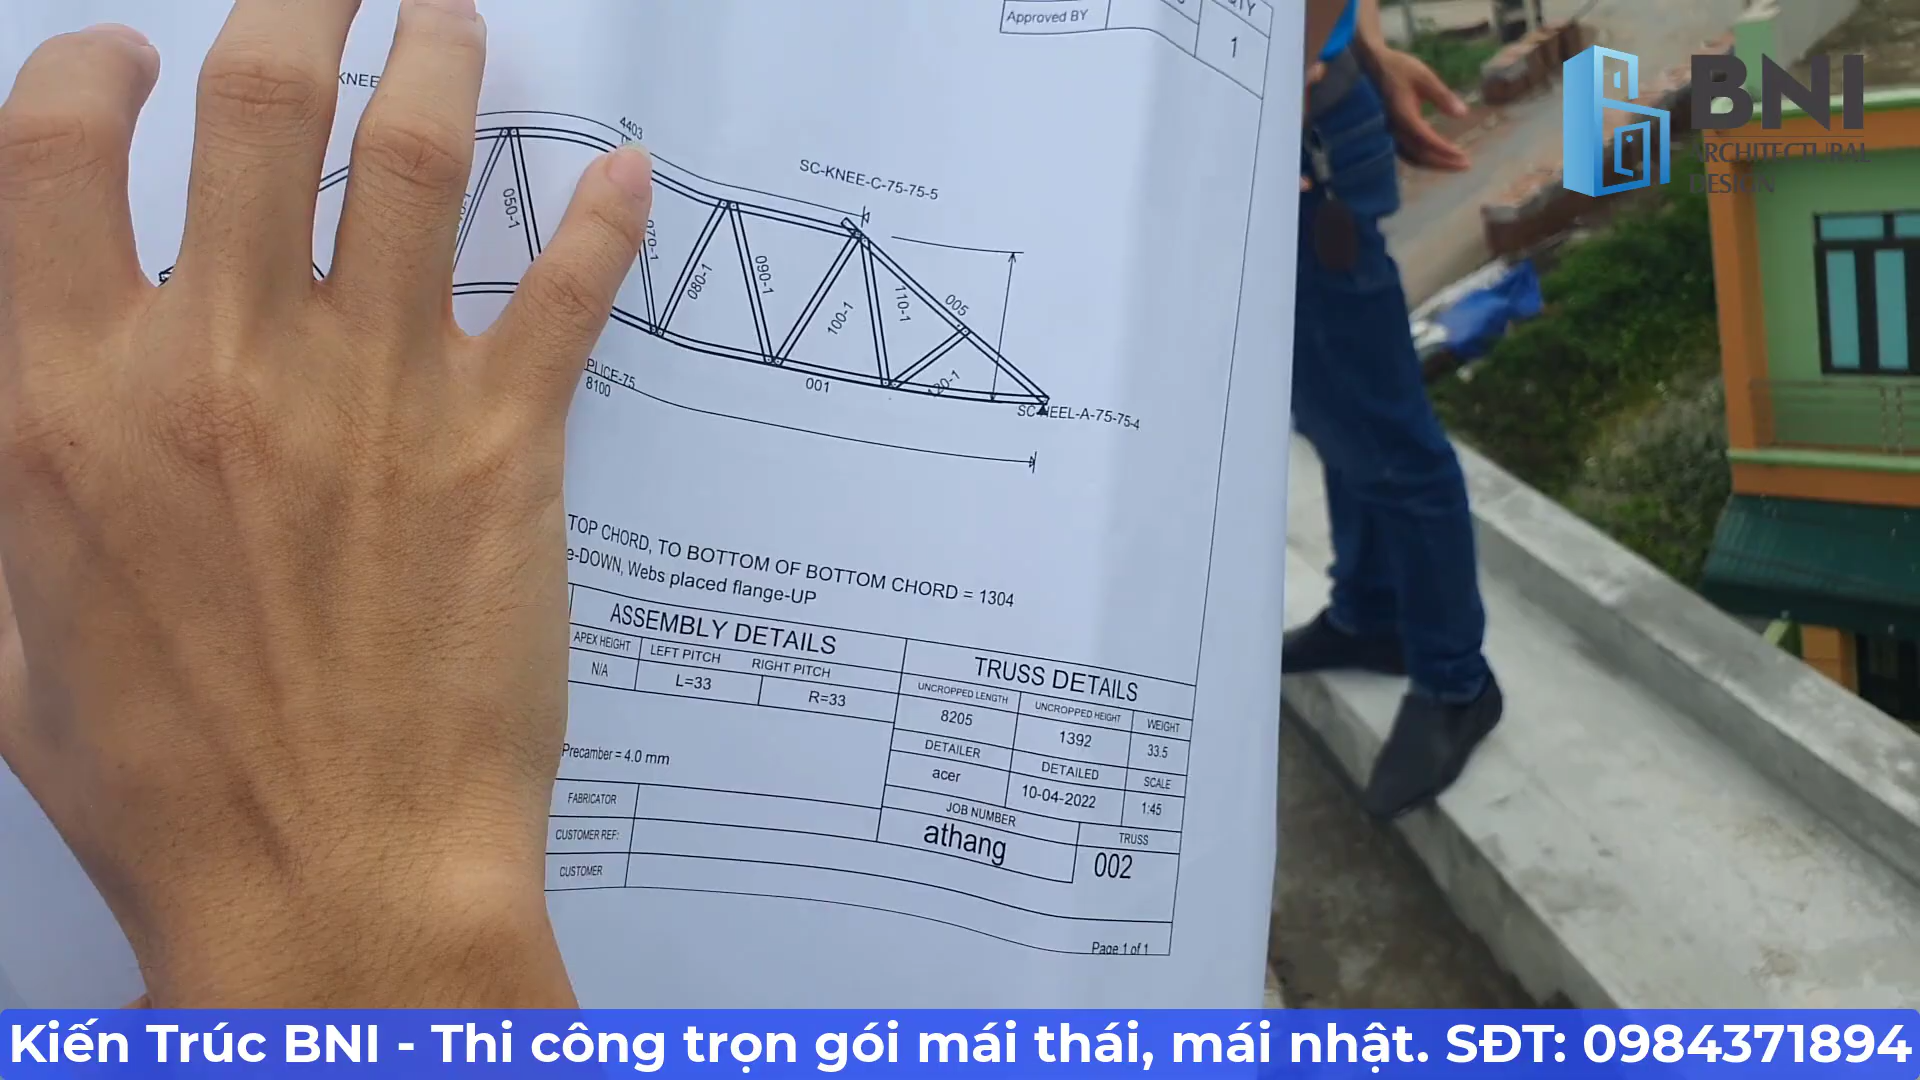 Approved BY
QTY
1
BNI
ARCHITECTURAL
DESIGN
KNEE
4403
SC-KNEE-C-75-75-5
050-1
070-1
080-1
090-1
100-1
110-1
005
001
SC-HEEL-A-75-75-4
PLICE-75
8100
TOP CHORD, TO BOTTOM OF BOTTOM CHORD = 1304
e-DOWN, Webs placed flange-UP
ASSEMBLY DETAILS
APEX HEIGHT LEFT PITCH RIGHT PITCH
N/A L=33 R=33
Precamber = 4.0 mm
TRUSS DETAILS
UNCROPPED LENGTH UNCROPPED HEIGHT WEIGHT
8205 1392 33.5
DETAILER DETAILED SCALE
acer 10-04-2022 1:45
JOB NUMBER TRUSS
athang 002
FABRICATOR
CUSTOMER REF:
CUSTOMER
Page 1 of 1
Kiến Trúc BNI - Thi công trọn gói mái thái, mái nhật. SĐT: 0984371894